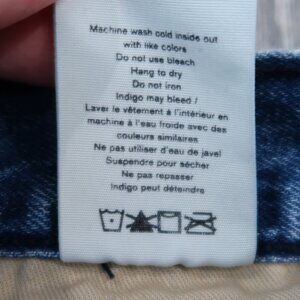 Machine wash cold inside out
with like colors
Do not use bleach
Hang to dry
Do not iron
Indigo may bleed /
Laver le vêtement à l'intérieur en
machine à l'eau froide avec des
couleurs similaires
Ne pas utiliser d'eau de javel
Suspendre pour sécher
Ne pas repasser
Indigo peut déteindre